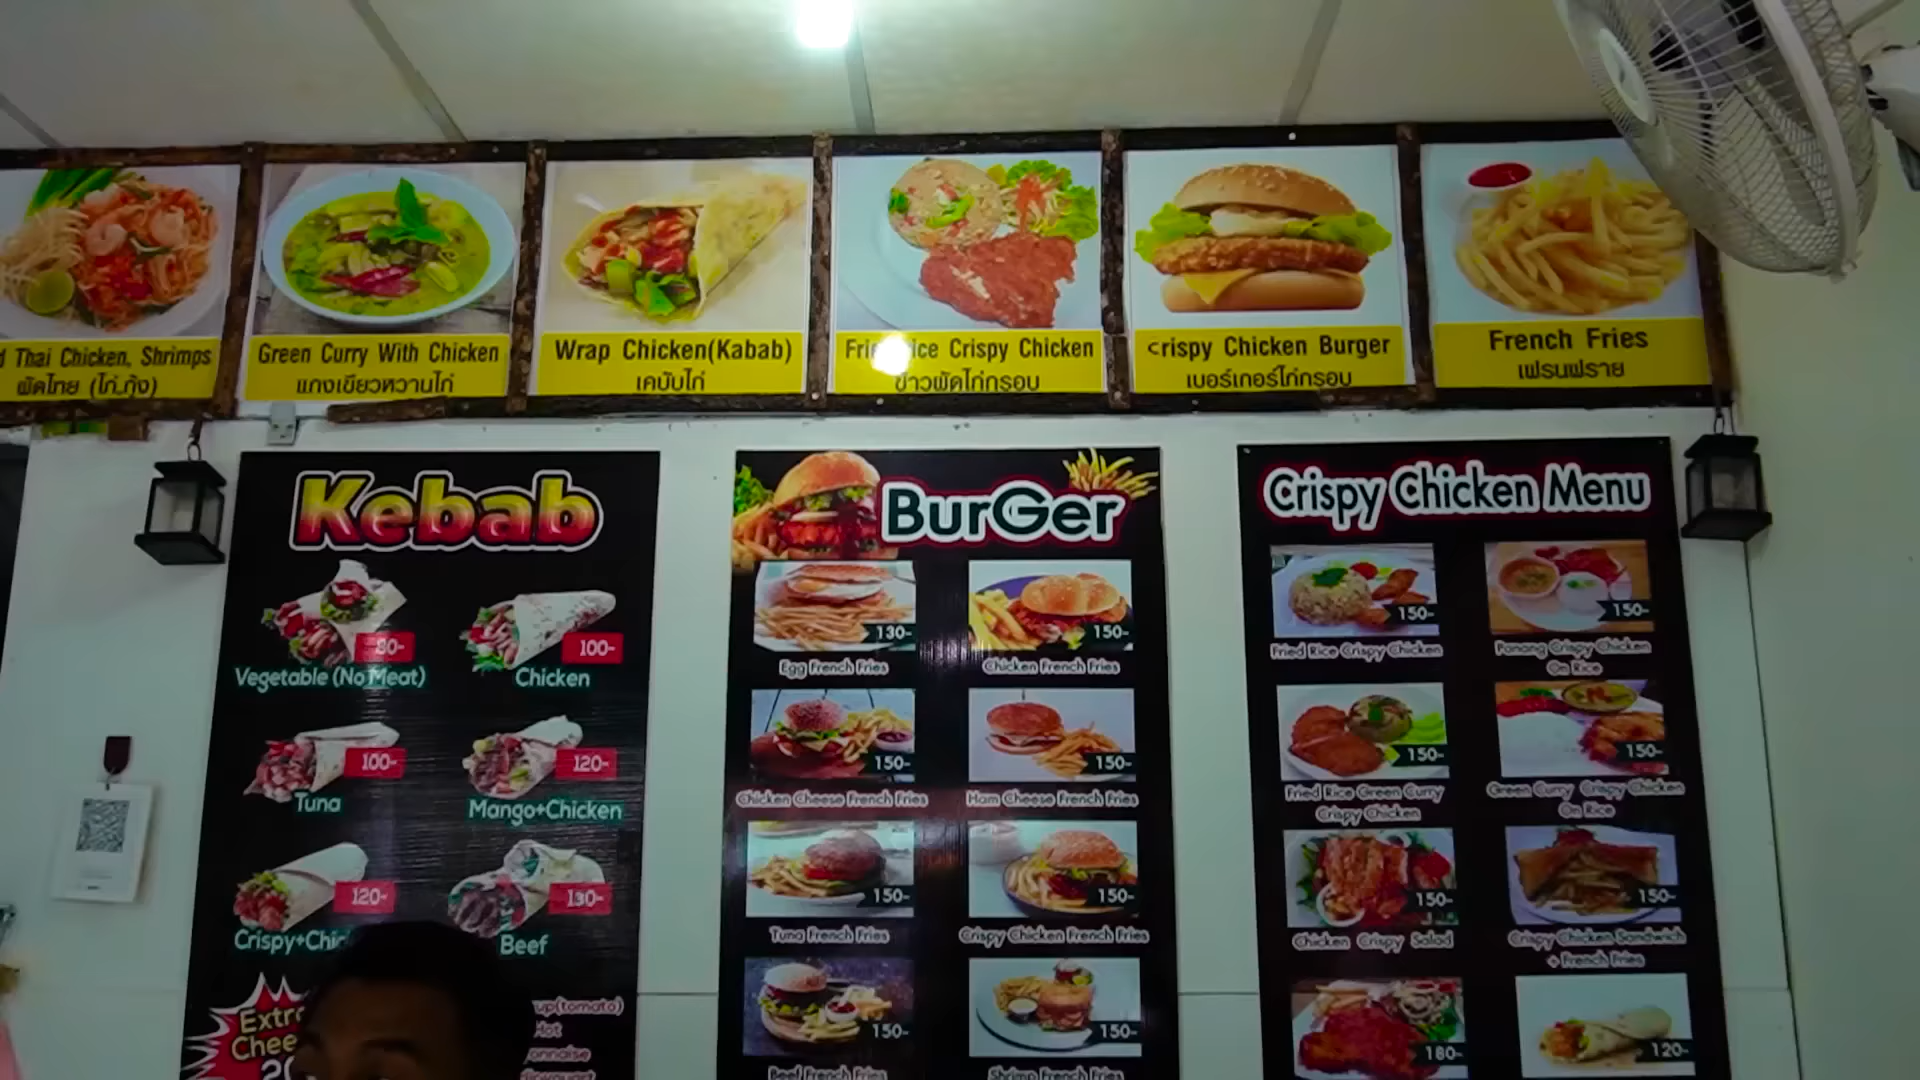 Thai Chicken, Shrimps
ผัดไทย (ไก่,กุ้ง)
Green Curry With Chicken
แกงเขียวหวานไก่
Wrap Chicken(Kabab)
เคบับไก่
Crispy Chicken
ข้าวผัดไก่กรอบ
crispy Chicken Burger
เบอร์เกอร์ไก่กรอบ
French Fries
เฟรนฟราย
Kebab
80-
Vegetable (No Meat)
100-
Chicken
100-
Tuna
120-
Mango+Chicken
120-
130-
Beef
BurGer
130-
Egg French Fries
150-
Chicken French Fries
150-
Chicken Cheese French Fries
150-
Ham Cheese French Fries
150-
Tuna French Fries
150-
Crispy Chicken French Fries
150-
Beef French Fries
150-
Shrimp French Fries
Crispy Chicken Menu
150-
Fried Rice Crispy Chicken
150-
Panang Crispy Chicken
On Rice
150-
Fried Rice Green Curry
Crispy Chicken
150-
Green Curry Crispy Chicken
On Rice
150-
Chicken Crispy Salad
150-
Crispy Chicken Sandwich
+ French Fries
180-
120-